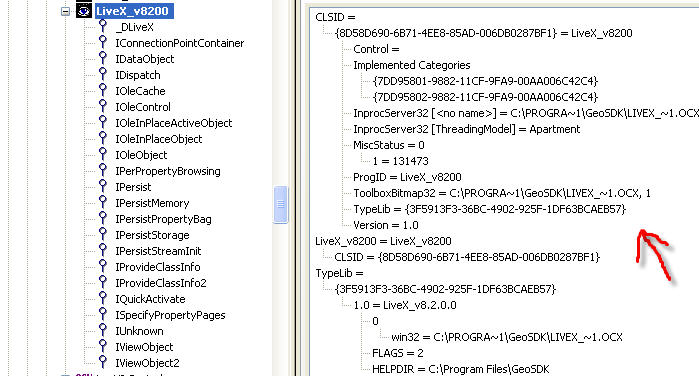 LiveX_v8200
_DLiveX
IConnectionPointContainer
IDataObject
IDispatch
IOleCache
IOleControl
IOleInPlaceActiveObject
IOleInPlaceObject
IOleObject
IPerPropertyBrowsing
IPersist
IPersistMemory
IPersistPropertyBag
IPersistStorage
IPersistStreamInit
IProvideClassInfo
IProvideClassInfo2
IQuickActivate
ISpecifyPropertyPages
IUnknown
IViewObject
IViewObject2
CLSID =
{8D58D690-6B71-4EE8-85AD-006DB0287BF1} = LiveX_v8200
Control =
Implemented Categories
{7DD95801-9882-11CF-9FA9-00AA006C42C4}
{7DD95802-9882-11CF-9FA9-00AA006C42C4}
InprocServer32 [<no name>] = C:\PROGRA~1\GeoSDK\LIVEX_~1.OCX
InprocServer32 [ThreadingModel] = Apartment
MiscStatus = 0
1 = 131473
ProgID = LiveX_v8200
ToolboxBitmap32 = C:\PROGRA~1\GeoSDK\LIVEX_~1.OCX, 1
TypeLib = {3F5913F3-36BC-4902-925F-1DF63BCAEB57}
Version = 1.0
LiveX_v8200 = LiveX_v8200
CLSID = {8D58D690-6B71-4EE8-85AD-006DB0287BF1}
TypeLib =
{3F5913F3-36BC-4902-925F-1DF63BCAEB57}
1.0 = LiveX_v8.2.0.0
0
win32 = C:\PROGRA~1\GeoSDK\LIVEX_~1.OCX
FLAGS = 2
HELPDIR = C:\Program Files\GeoSDK